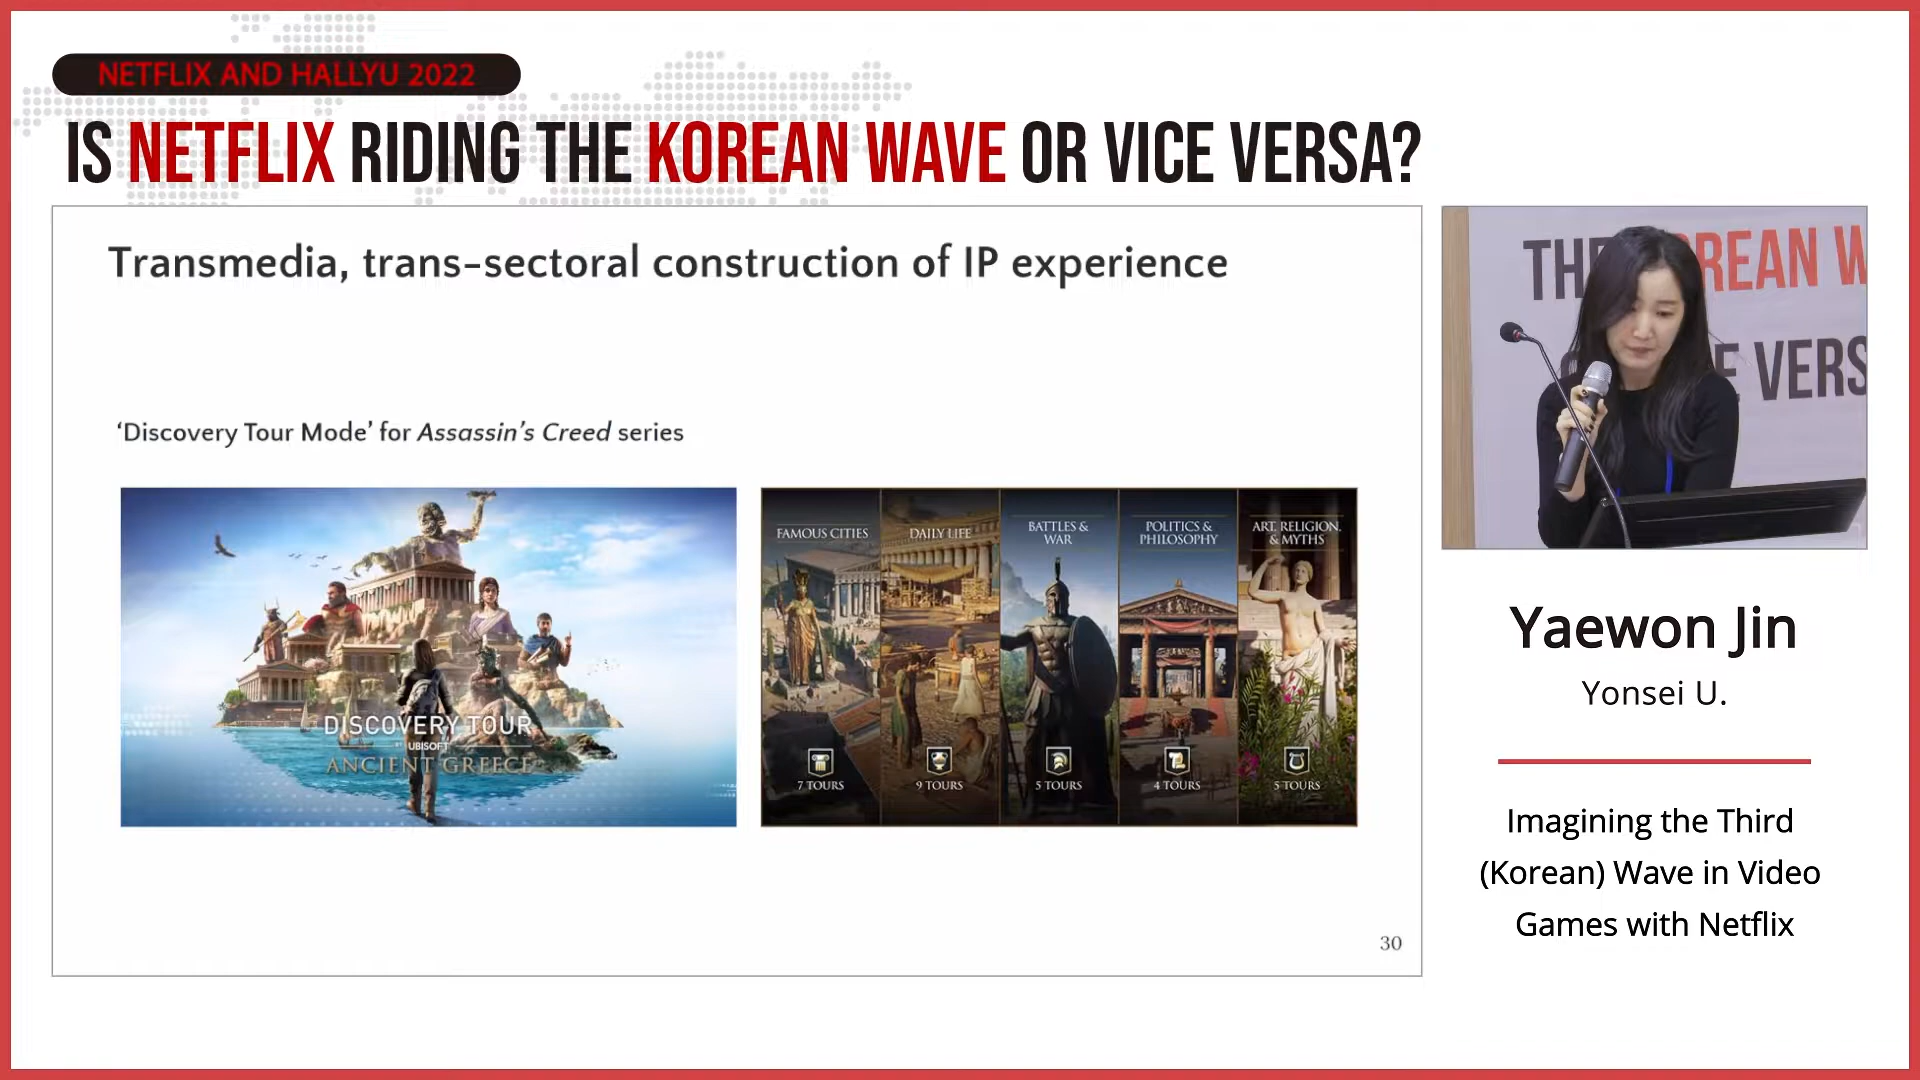 NETFLIX AND HALLYU 2022
IS NETFLIX RIDING THE KOREAN WAVE OR VICE VERSA?
Transmedia, trans-sectoral construction of IP experience
‘Discovery Tour Mode’ for Assassin’s Creed series
DISCOVERY TOUR
BY UBISOFT
ANCIENT GREECE
FAMOUS CITIES
7 TOURS
DAILY LIFE
9 TOURS
BATTLES &
WAR
5 TOURS
POLITICS &
PHILOSOPHY
4 TOURS
ART, RELIGION,
& MYTHS
5 TOURS
30
THE KOREAN W
E VERS
Yaewon Jin
Yonsei U.
Imagining the Third
(Korean) Wave in Video
Games with Netflix